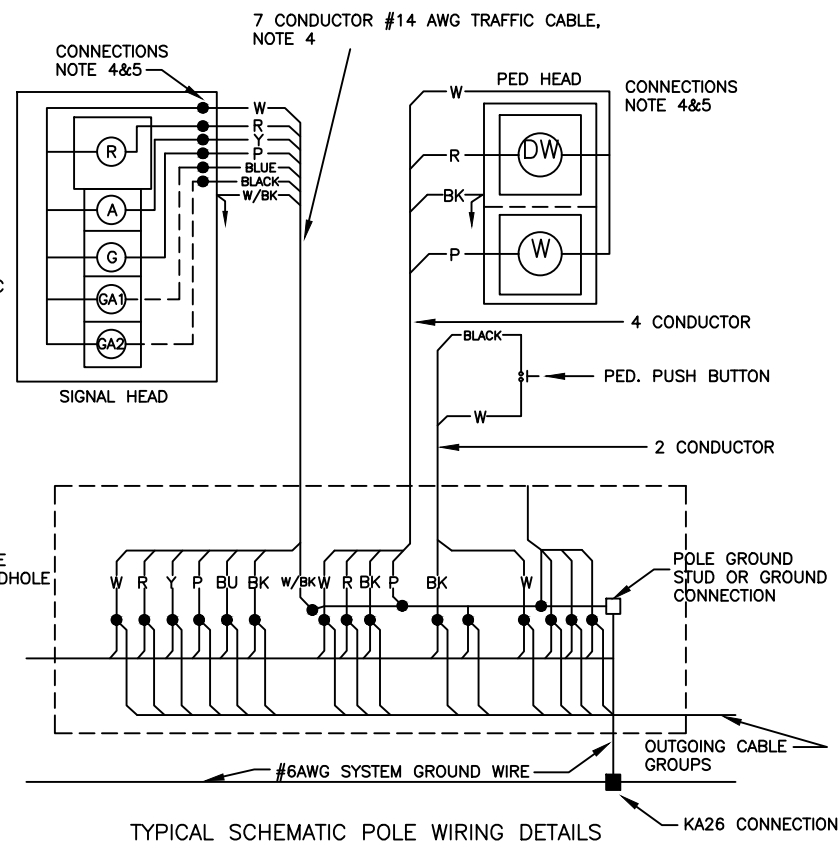 7 CONDUCTOR #14 AWG TRAFFIC CABLE,
NOTE 4
CONNECTIONS
NOTE 4&5
PED HEAD
CONNECTIONS
NOTE 4&5
W
R
Y
P
BLUE
BLACK
W/BK
R
A
G
GA1
GA2
SIGNAL HEAD
C
W
R
BK
P
DW
W
4 CONDUCTOR
BLACK
PED. PUSH BUTTON
W
2 CONDUCTOR
E
DHOLE
W R Y P BU BK W/BK W R BK P BK W
POLE GROUND
STUD OR GROUND
CONNECTION
OUTGOING CABLE
GROUPS
#6AWG SYSTEM GROUND WIRE
KA26 CONNECTION
TYPICAL SCHEMATIC POLE WIRING DETAILS